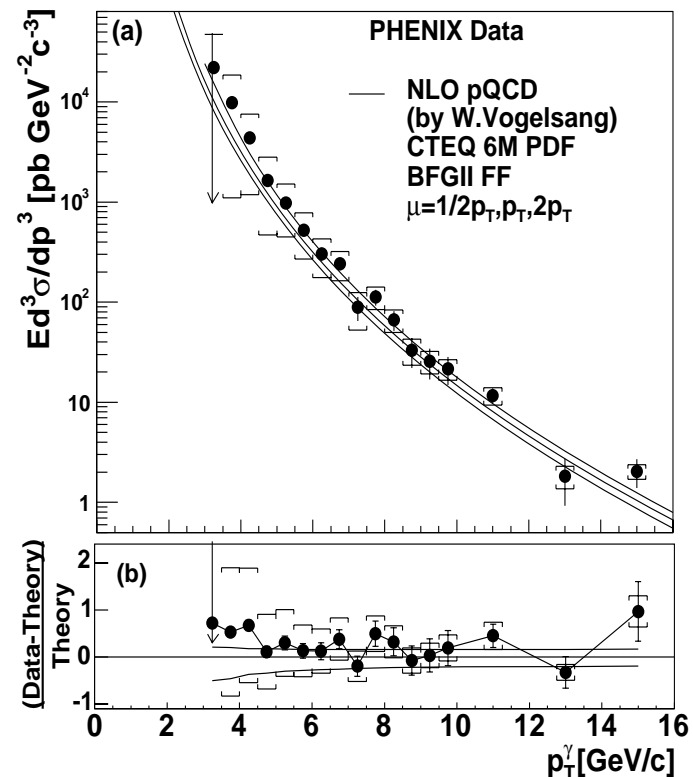 (a)
PHENIX Data
NLO pQCD
(by W.Vogelsang)
CTEQ 6M PDF
BFGII FF
μ=1/2p_T,p_T,2p_T
Ed³σ/dp³ [pb GeV⁻²c⁻³]
10⁴
10³
10²
10
1
(b)
(Data-Theory)
Theory
2
1
0
-1
0 2 4 6 8 10 12 14 16
p_T^γ[GeV/c]